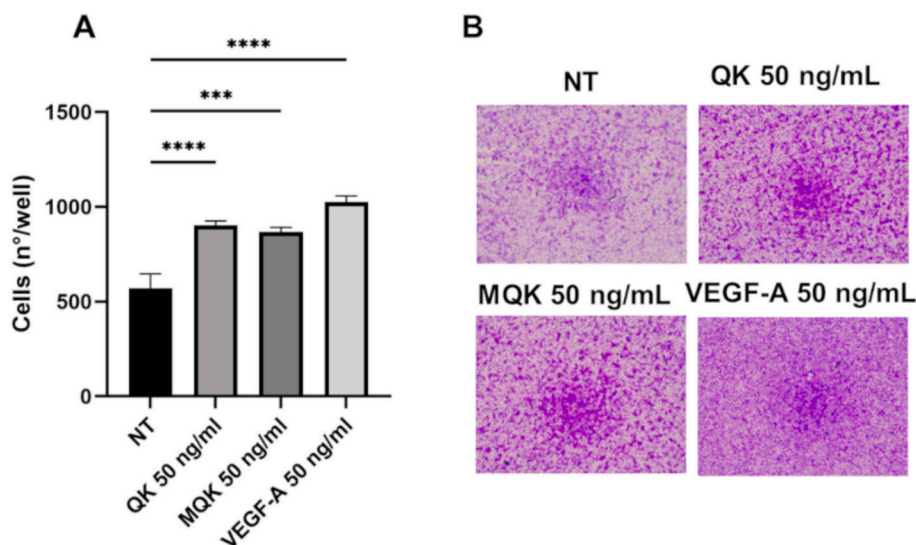 A
****
***
****
1500
1000
500
0
Cells (n°/well)
NT
QK 50 ng/ml
MQK 50 ng/ml
VEGF-A 50 ng/ml
B
NT
QK 50 ng/mL
MQK 50 ng/mL
VEGF-A 50 ng/mL